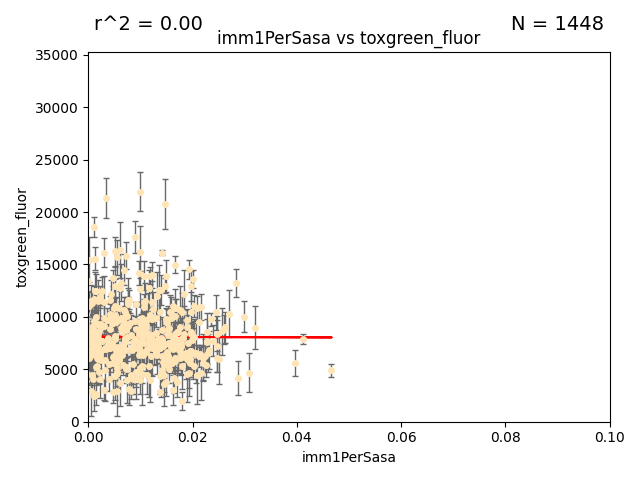 r^2 = 0.00
N = 1448
imm1PerSasa vs toxgreen_fluor
35000
30000
25000
20000
15000
10000
5000
0
toxgreen_fluor
0.00
0.02
0.04
0.06
0.08
0.10
imm1PerSasa